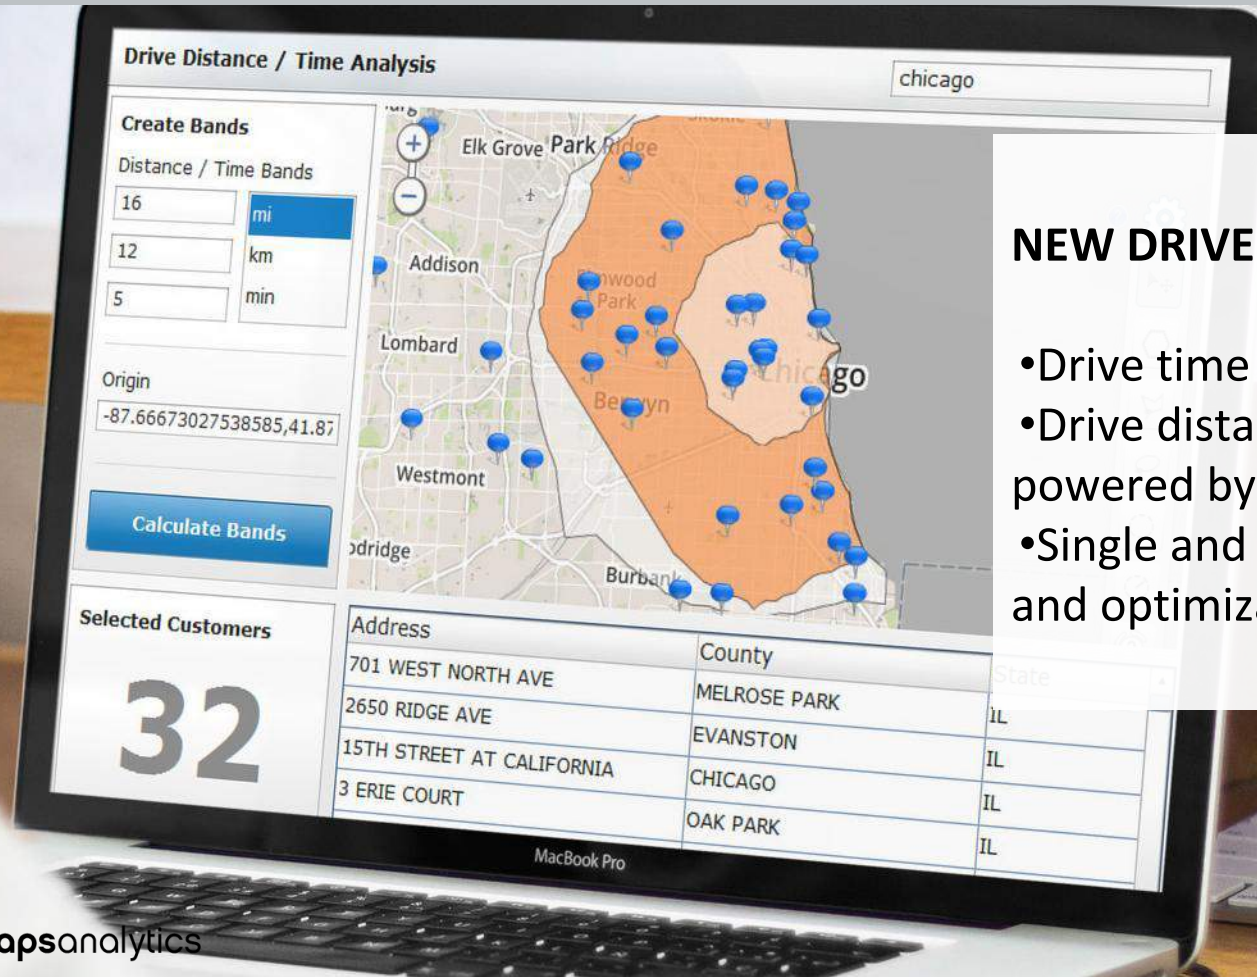 Drive Distance / Time Analysis
chicago
Create Bands
Distance / Time Bands
16
mi
12
km
5
min
Origin
-87.66673027538585,41.87
Calculate Bands
Elk Grove
Park Ridge
Addison
Elmwood
Park
Lombard
Chicago
Berwyn
Westmont
Burbank
Selected Customers
32
Address
County
State
701 WEST NORTH AVE
MELROSE PARK
IL
2650 RIDGE AVE
EVANSTON
IL
15TH STREET AT CALIFORNIA
CHICAGO
IL
3 ERIE COURT
OAK PARK
IL
MacBook Pro
NEW DRIVE
•Drive time
•Drive dista
powered by
•Single and
and optimiza
apsanalytics